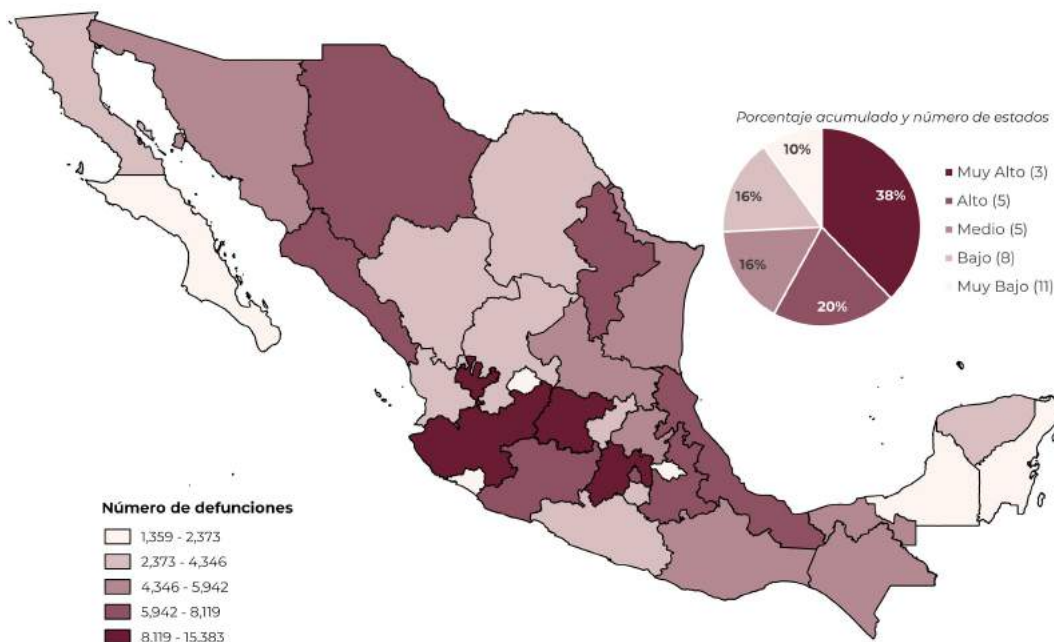 Porcentaje acumulado y número de estados
10%
38%
16%
16%
20%
Muy Alto (3)
Alto (5)
Medio (5)
Bajo (8)
Muy Bajo (11)
Número de defunciones
1,359 - 2,373
2,373 - 4,346
4,346 - 5,942
5,942 - 8,119
8,119 - 15,383